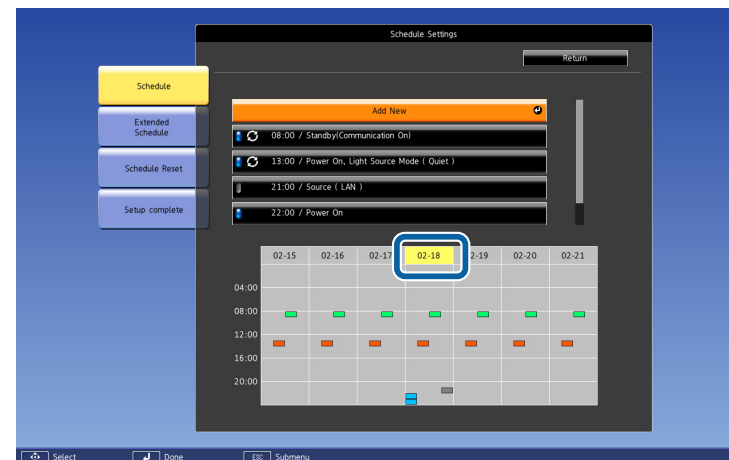 Schedule Settings
Return
Schedule
Extended
Schedule
Schedule Reset
Setup complete
Add New
08:00 / Standby(Communication On)
13:00 / Power On, Light Source Mode ( Quiet )
21:00 / Source ( LAN )
22:00 / Power On
02-15 02-16 02-17 02-18 2-19 02-20 02-21
04:00
08:00
12:00
16:00
20:00
Select Done ESC Submenu